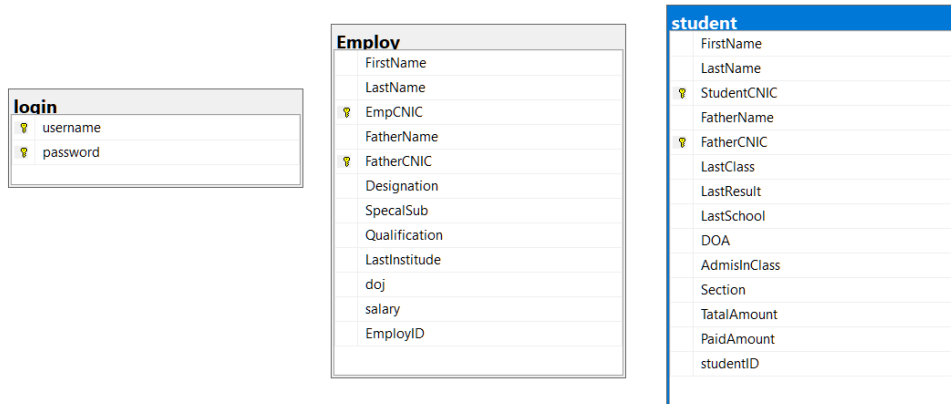 login
username
password
Employ
FirstName
LastName
EmpCNIC
FatherName
FatherCNIC
Designation
SpecalSub
Qualification
LastInstitude
doj
salary
EmployID
student
FirstName
LastName
StudentCNIC
FatherName
FatherCNIC
LastClass
LastResult
LastSchool
DOA
AdmisInClass
Section
TatalAmount
PaidAmount
studentID